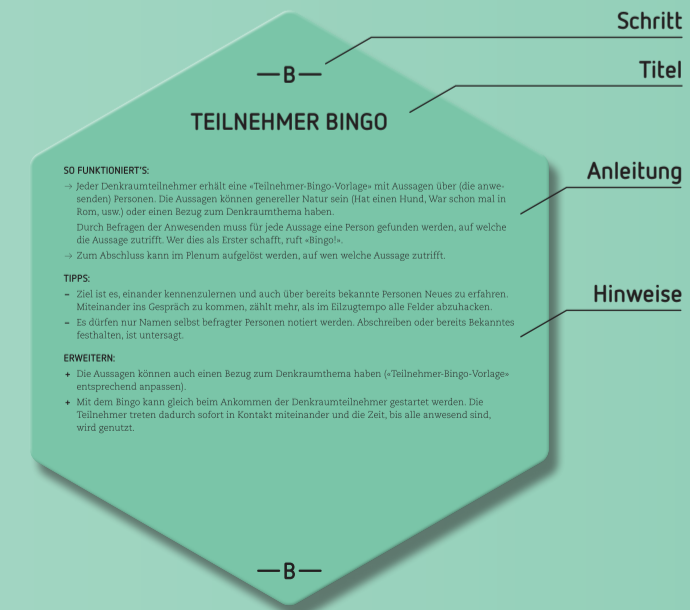 Schritt
— B —
Titel
TEILNEHMER BINGO
SO FUNKTIONIERT'S:
→ Jeder Denkraumteilnehmer erhält eine «Teilnehmer-Bingo-Vorlage» mit Aussagen über (die anwe-
senden) Personen. Die Aussagen können genereller Natur sein (Hat einen Hund, War schon mal in
Rom, usw.) oder einen Bezug zum Denkraumthema haben.
Anleitung
Durch Befragen der Anwesenden muss für jede Aussage eine Person gefunden werden, auf welche
die Aussage zutrifft. Wer dies als Erster schafft, ruft «Bingo!».
→ Zum Abschluss kann im Plenum aufgelöst werden, auf wen welche Aussage zutrifft.
TIPPS:
– Ziel ist es, einander kennenzulernen und auch über bereits bekannte Personen Neues zu erfahren.
Miteinander ins Gespräch zu kommen, zählt mehr, als im Eilzugtempo alle Felder abzuhacken.
Hinweise
– Es dürfen nur Namen selbst befragter Personen notiert werden. Abschreiben oder bereits Bekanntes
festhalten, ist untersagt.
ERWEITERN:
+ Die Aussagen können auch einen Bezug zum Denkraumthema haben («Teilnehmer-Bingo-Vorlage»
entsprechend anpassen).
+ Mit dem Bingo kann gleich beim Ankommen der Denkraumteilnehmer gestartet werden. Die
Teilnehmer treten dadurch sofort in Kontakt miteinander und die Zeit, bis alle anwesend sind,
wird genutzt.
— B —